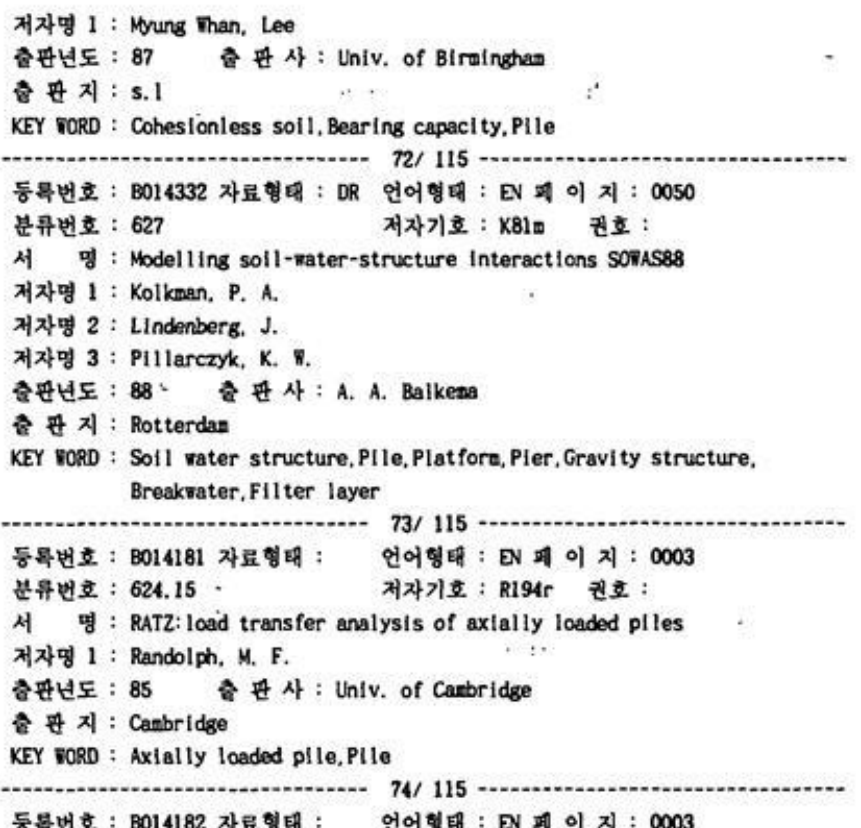 저자명 1 : Myung Whan, Lee
출판년도 : 87 출 판 사 : Univ. of Birmingham
출 판 지 : s.l
KEY WORD : Cohesionless soil,Bearing capacity,Pile
--------------------------------- 72/ 115 ---------------------------------
등록번호 : B014332 자료형태 : DR 언어형태 : EN 페 이 지 : 0050
분류번호 : 627 저자기호 : K81m 권호 :
서 명 : Modelling soil-water-structure interactions SOWAS88
저자명 1 : Kolkman, P. A.
저자명 2 : Lindenberg, J.
저자명 3 : Pillarczyk, K. W.
출판년도 : 88 출 판 사 : A. A. Balkema
출 판 지 : Rotterdam
KEY WORD : Soil water structure,Pile,Platform,Pier,Gravity structure,
Breakwater,Filter layer
--------------------------------- 73/ 115 ---------------------------------
등록번호 : B014181 자료형태 : 언어형태 : EN 페 이 지 : 0003
분류번호 : 624.15 저자기호 : R194r 권호 :
서 명 : RATZ:load transfer analysis of axially loaded piles
저자명 1 : Randolph, M. F.
출판년도 : 85 출 판 사 : Univ. of Cambridge
출 판 지 : Cambridge
KEY WORD : Axially loaded pile,Pile
--------------------------------- 74/ 115 ---------------------------------
등록번호 : B014182 자료형태 : 언어형태 : EN 페 이 지 : 0003